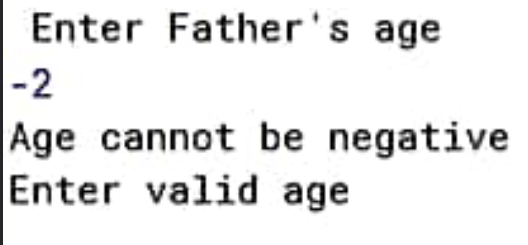 Enter Father's age
-2
Age cannot be negative
Enter valid age